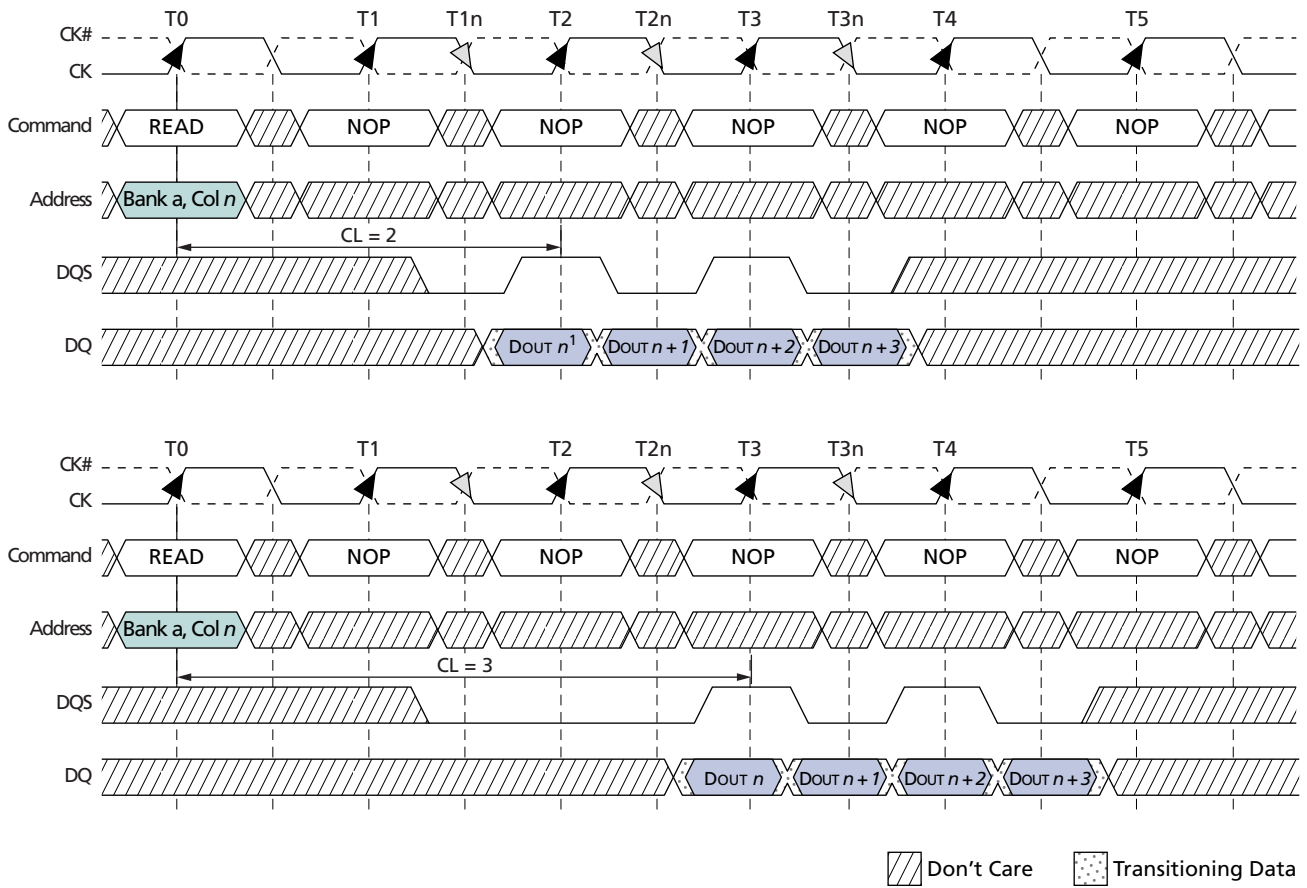 T0 T1 T1n T2 T2n T3 T3n T4 T5
CK#
CK
Command READ NOP NOP NOP NOP NOP
Address Bank a, Col n
CL = 2
DQS
DQ DOUT n1 DOUT n + 1 DOUT n + 2 DOUT n + 3
T0 T1 T1n T2 T2n T3 T3n T4 T5
CK#
CK
Command READ NOP NOP NOP NOP NOP
Address Bank a, Col n
CL = 3
DQS
DQ DOUT n DOUT n + 1 DOUT n + 2 DOUT n + 3
Don't Care Transitioning Data